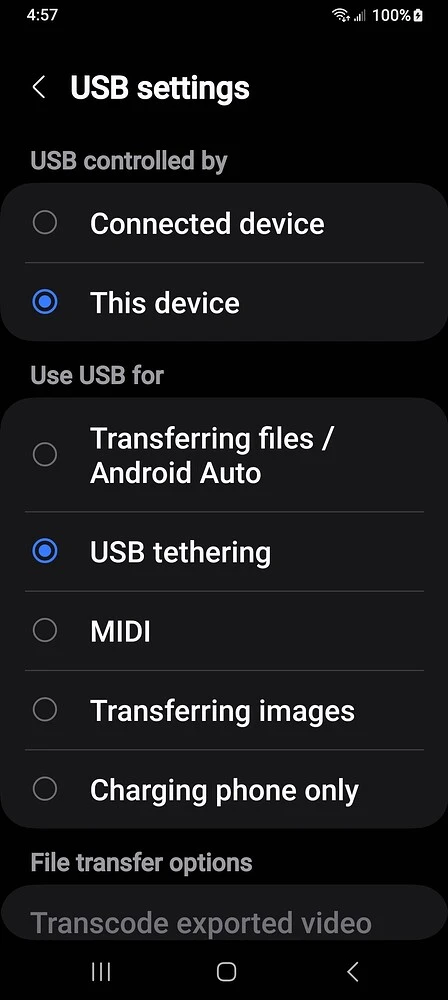 4:57
100%
USB settings
USB controlled by
Connected device
This device
Use USB for
Transferring files /
Android Auto
USB tethering
MIDI
Transferring images
Charging phone only
File transfer options
Transcode exported video